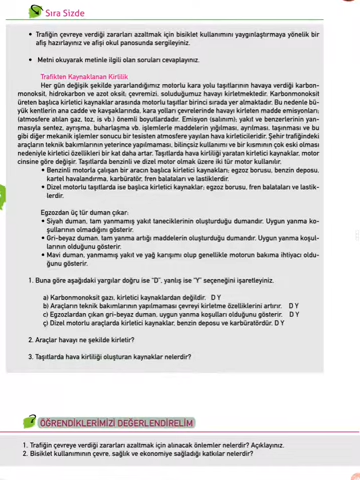 Sıra Sizde
• Trafiğin çevreye verdiği zararları azaltmak için bisiklet kullanımını yaygınlaştırmaya yönelik bir
afiş hazırlayınız ve afişi okul panosunda sergileyiniz.
• Metni okuyarak metinle ilgili olan soruları cevaplayınız.
Trafikten Kaynaklanan Kirlilik
Her gün değişik şekilde yararlandığımız motorlu kara yolu taşıtlarının havaya verdiği karbon-
monoksit, hidrokarbon ve azot oksit, çevremizi, soluduğumuz havayı kirletmektedir. Karbonmonoksit
üreten başlıca kirletici kaynaklar arasında motorlu taşıtlar birinci sırada yer almaktadır. Bu nedenle bü-
yük kentlerin ana cadde ve kavşaklarında, kara yolları çevrelerinde havayı kirleten madde emisyonları;
(atmosfere atılan gaz, toz, is vb.) önemli boyutlardadır. Emisyon (salınım); yakıt ve benzerlerinin yan-
masıyla sentez, ayrışma, buharlaşma vb. işlemlerle maddelerin yığılması, ayrılması, taşınması ve bu
gibi diğer mekanik işlemler sonucu bir tesisten atmosfere yayılan hava kirleticileridir. Şehir trafiğindeki
araçların teknik bakımlarının yeterince yapılmaması, bilinçsiz kullanımı ve bir kısmının çok eski olması
nedeniyle kirletici özellikleri bir kat daha artar. Taşıtlarda hava kirliliği yaratan kirletici kaynaklar, motor
cinsine göre değişir. Taşıtlarda benzinli ve dizel motor olmak üzere iki tür motor kullanılır.
• Benzinli motorla çalışan bir aracın başlıca kirletici kaynakları; egzoz borusu, benzin deposu,
kartel havalandırma, karbüratör, fren balataları ve lastiklerdir.
• Dizel motorlu taşıtlarda ise başlıca kirletici kaynaklar; egzoz borusu, fren balataları ve lastik-
lerdir.
Egzozdan üç tür duman çıkar:
• Siyah duman, tam yanmamış yakıt taneciklerinin oluşturduğu dumandır. Uygun yanma ko-
şullarının olmadığını gösterir.
• Gri-beyaz duman, tam yanma artığı maddelerin oluşturduğu dumandır. Uygun yanma koşul-
larının olduğunu gösterir.
• Mavi duman, yanmamış yakıt ve yağ karışımı olup genellikle motorun bakıma ihtiyacı oldu-
ğunu gösterir.
1. Buna göre aşağıdaki yargılar doğru ise "D", yanlış ise "Y" seçeneğini işaretleyiniz.
a) Karbonmonoksit gazı, kirletici kaynaklardan değildir. D Y
b) Araçların teknik bakımlarının yapılmaması çevreyi kirletme özelliklerini artırır. D Y
c) Egzozlardan çıkan gri-beyaz duman, uygun yanma koşulları olduğunu gösterir. D Y
ç) Dizel motorlu araçlarda kirletici kaynaklar, benzin deposu ve karbüratördür. D Y
2. Araçlar havayı ne şekilde kirletir?
3. Taşıtlarda hava kirliliği oluşturan kaynaklar nelerdir?
ÖĞRENDİKLERİMİZİ DEĞERLENDİRELİM
1. Trafiğin çevreye verdiği zararları azaltmak için alınacak önlemler nelerdir? Açıklayınız.
2. Bisiklet kullanımının çevre, sağlık ve ekonomiye sağladığı katkılar nelerdir?